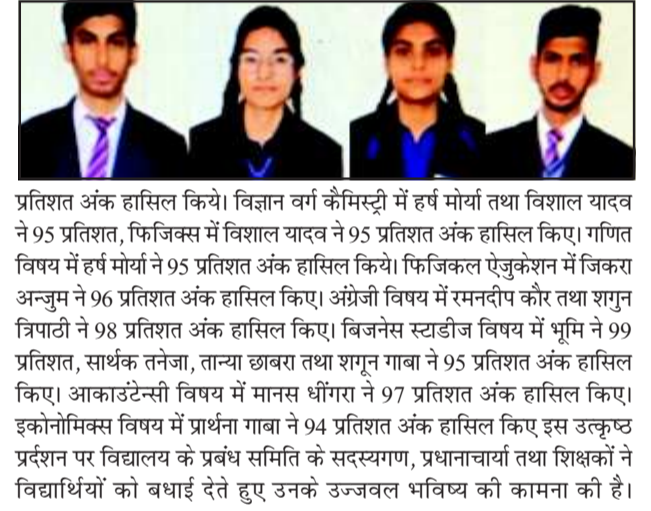 प्रतिशत अंक हासिल किये। विज्ञान वर्ग कैमिस्ट्री में हर्ष मोर्या तथा विशाल यादव
ने 95 प्रतिशत, फिजिक्स में विशाल यादव ने 95 प्रतिशत अंक हासिल किए। गणित
विषय में हर्ष मोर्या ने 95 प्रतिशत अंक हासिल किये। फिजिकल ऐजुकेशन में जिकरा
अन्जुम ने 96 प्रतिशत अंक हासिल किए। अंग्रेजी विषय में रमनदीप कौर तथा शगुन
त्रिपाठी ने 98 प्रतिशत अंक हासिल किए। बिजनेस स्टाडीज विषय में भूमि ने 99
प्रतिशत, सार्थक तनेजा, तान्या छाबरा तथा शगून गाबा ने 95 प्रतिशत अंक हासिल
किए। आकाउंटेन्सी विषय में मानस धींगरा ने 97 प्रतिशत अंक हासिल किए।
इकोनोमिक्स विषय में प्रार्थना गाबा ने 94 प्रतिशत अंक हासिल किए इस उत्कृष्ठ
प्रर्दशन पर विद्यालय के प्रबंध समिति के सदस्यगण, प्रधानाचार्या तथा शिक्षकों ने
विद्यार्थियों को बधाई देते हुए उनके उज्जवल भविष्य की कामना की है।